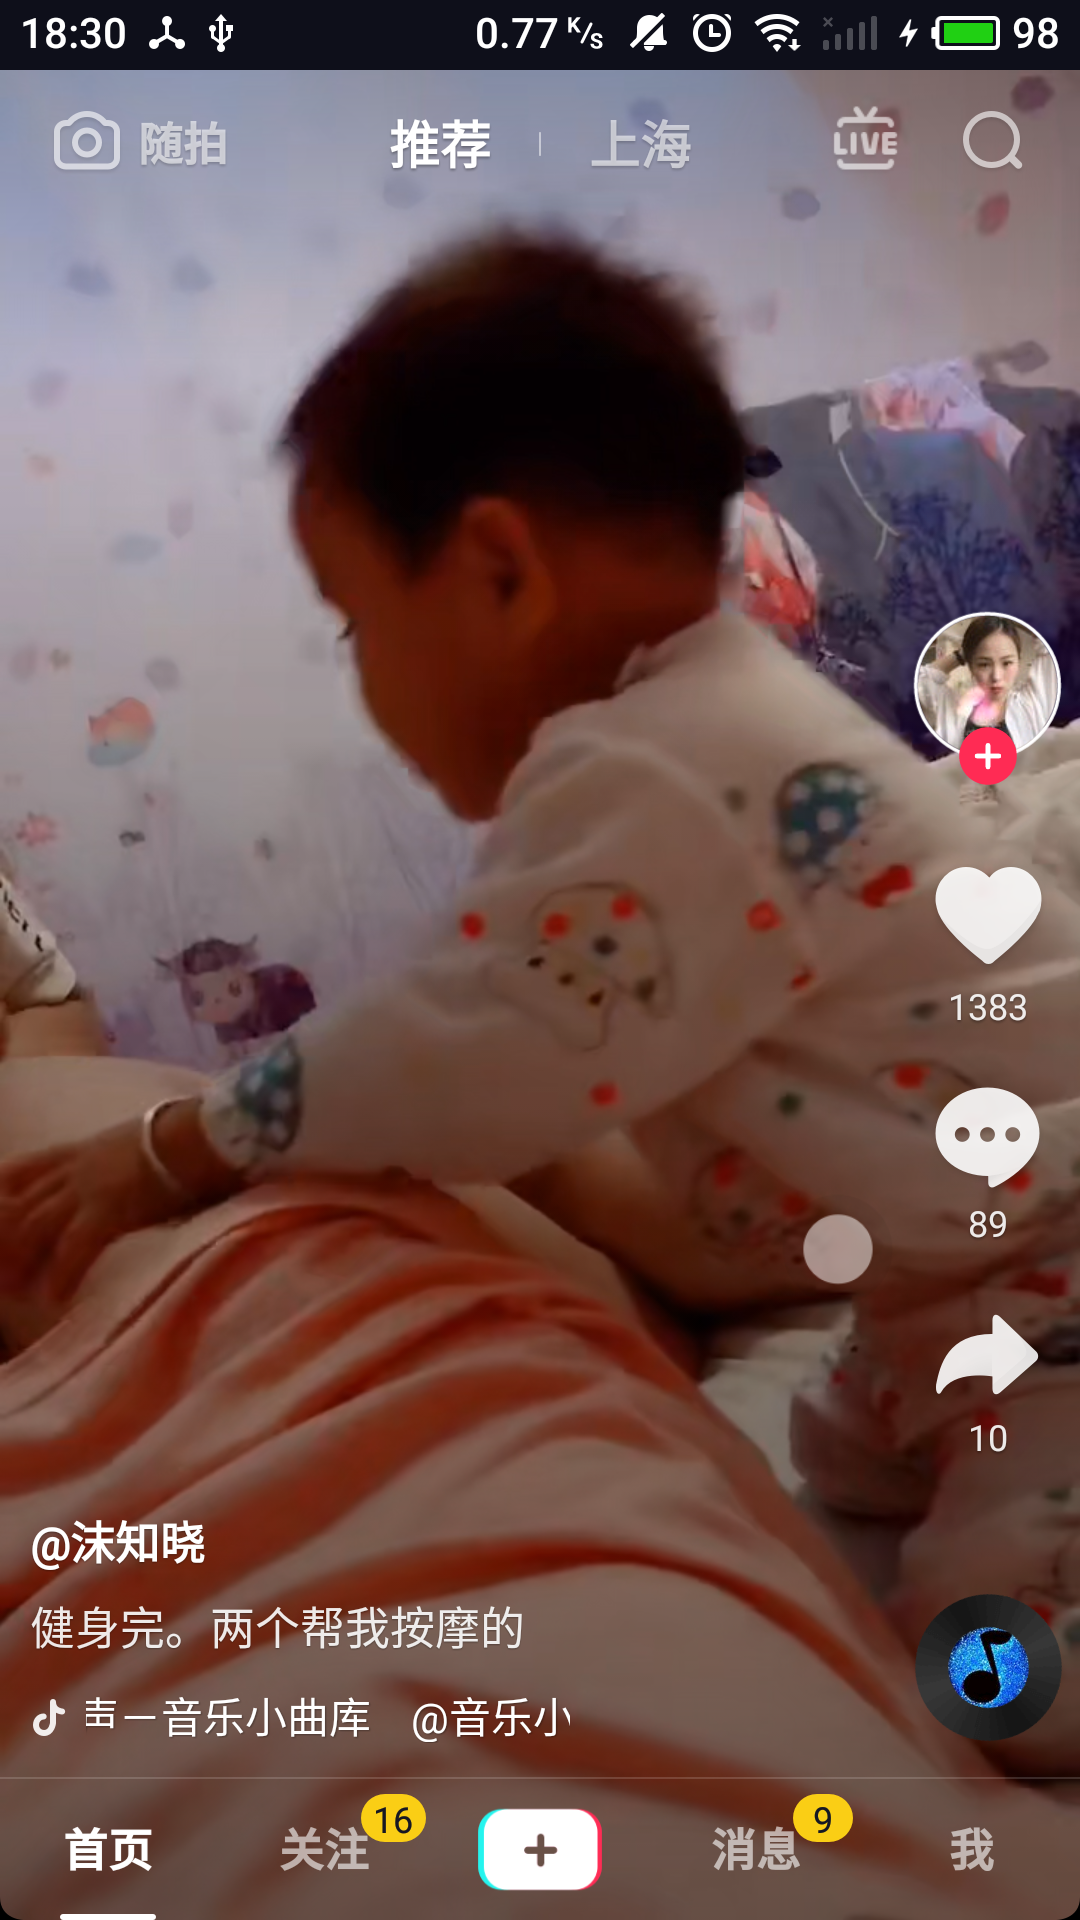 18:30
0.77 K/s
98
随拍
推荐
上海
LIVE
1383
89
10
@沫知晓
健身完。两个帮我按摩的
声－音乐小曲库 @音乐小
首页
关注
16
消息
9
我